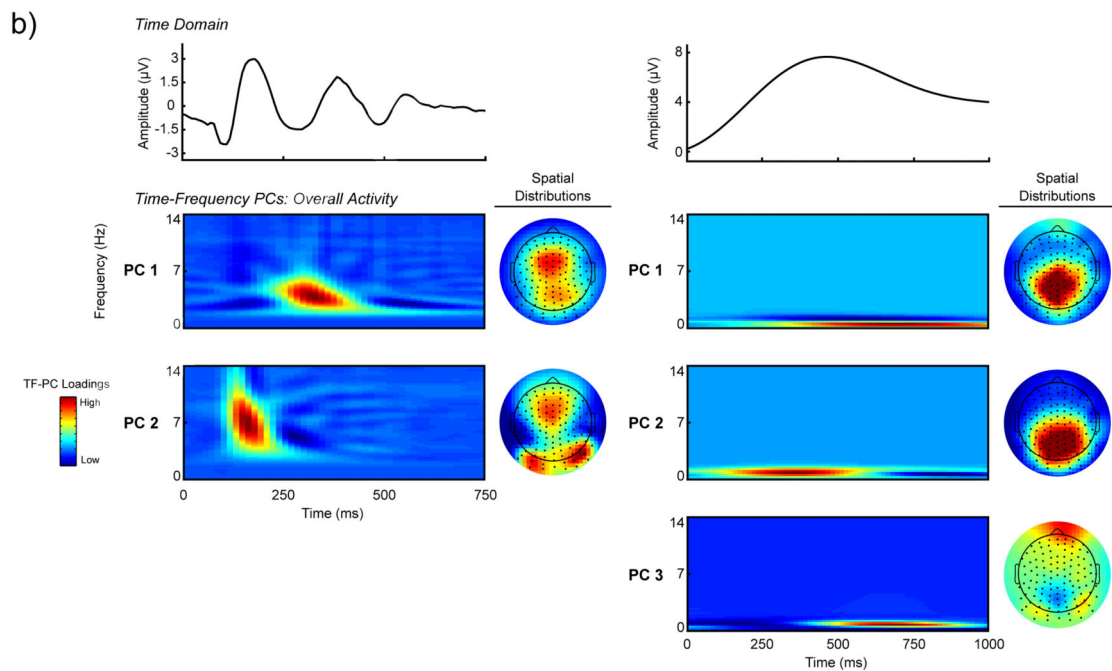 b)
Time Domain
Amplitude (µV)
3
1.5
0
-1.5
-3
Amplitude (µV)
8
4
0
Time-Frequency PCs: Overall Activity
Spatial
Distributions
Spatial
Distributions
Frequency (Hz)
PC 1
14
7
0
PC 1
14
7
0
TF-PC Loadings
High
Low
PC 2
14
7
0
0
250
500
750
Time (ms)
PC 2
14
7
0
PC 3
14
7
0
0
250
500
750
1000
Time (ms)